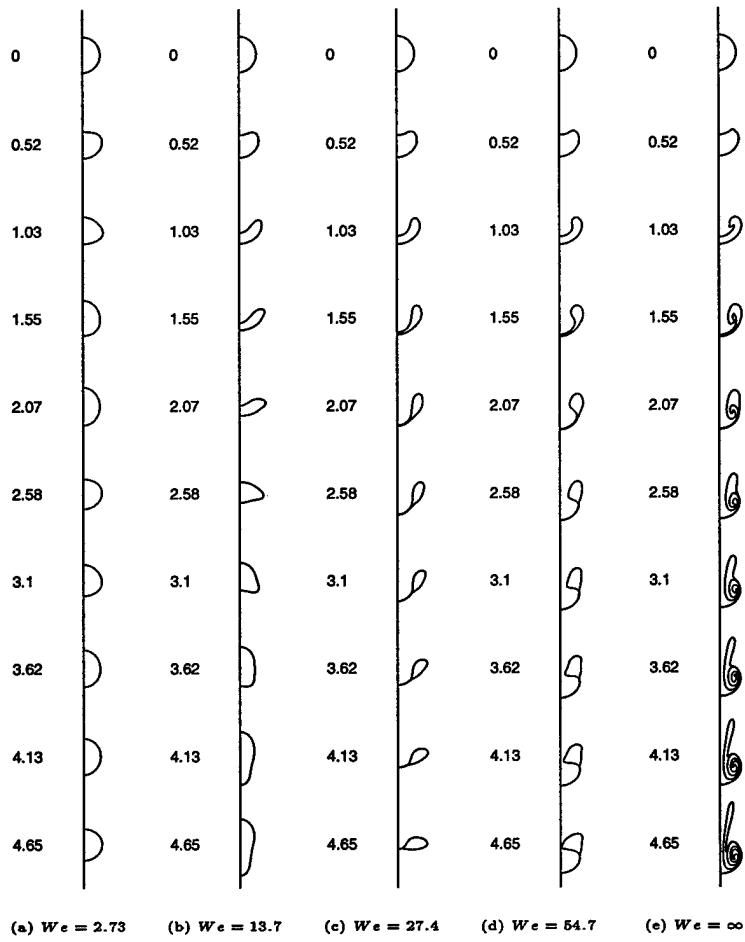 0 0 0 0 0
0.52 0.52 0.52 0.52 0.52
1.03 1.03 1.03 1.03 1.03
1.55 1.55 1.55 1.55 1.55
2.07 2.07 2.07 2.07 2.07
2.58 2.58 2.58 2.58 2.58
3.1 3.1 3.1 3.1 3.1
3.62 3.62 3.62 3.62 3.62
4.13 4.13 4.13 4.13 4.13
4.65 4.65 4.65 4.65 4.65
(a) We = 2.73 (b) We = 13.7 (c) We = 27.4 (d) We = 54.7 (e) We = ∞